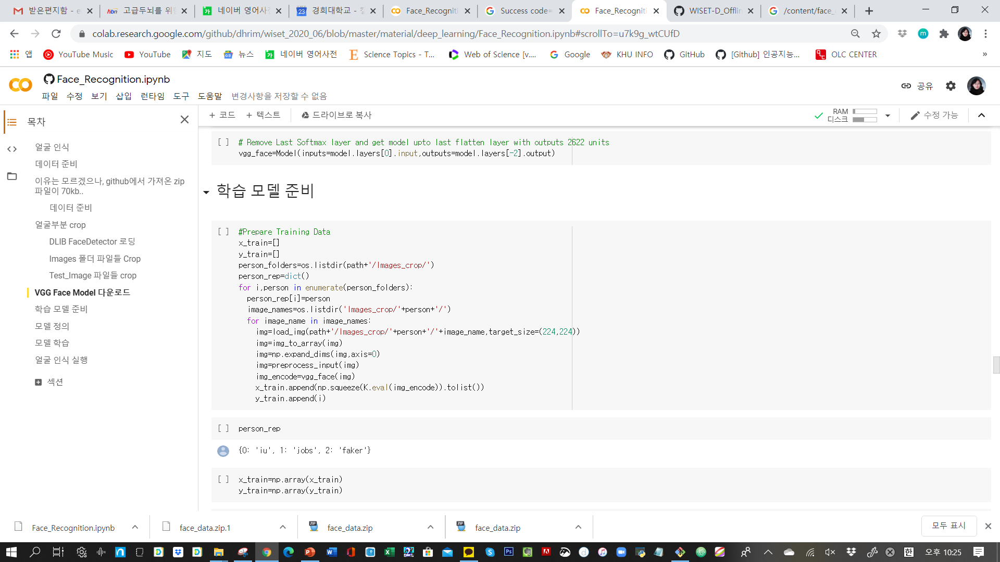 받은편지함 - e
hbn 고급두뇌를 위한
네이버 영어사전
23 경희대학교 - 캘
Face_Recogniti
Success code=
Face_Recogniti
WISET-D_Offlin
/content/face_
colab.research.google.com/github/dhrim/wiset_2020_06/blob/master/material/deep_learning/Face_Recognition.ipynb#scrollTo=u7k9g_wtCUfD
앱 YouTube Music YouTube 지도 뉴스 네이버 영어사전 Science Topics - T... Web of Science [v.... Google KHU INFO GitHub [Github] 인공지능... OLC CENTER »
Face_Recognition.ipynb
파일 수정 보기 삽입 런타임 도구 도움말 변경사항을 저장할 수 없음
공유
+ 코드 + 텍스트 드라이브로 복사
RAM
디스크
수정 가능
목차
얼굴 인식
데이터 준비
이유는 모르겠으나, github에서 가져온 zip
파일이 70kb..
데이터 준비
얼굴부분 crop
DLIB FaceDetector 로딩
Images 폴더 파일들 Crop
Test_Image 파일들 crop
VGG Face Model 다운로드
학습 모델 준비
모델 정의
모델 학습
얼굴 인식 실행
섹션
[ ] # Remove Last Softmax layer and get model upto last flatten layer with outputs 2622 units
vgg_face=Model(inputs=model.layers[0].input,outputs=model.layers[-2].output)
학습 모델 준비
[ ] #Prepare Training Data
x_train=[]
y_train=[]
person_folders=os.listdir(path+'/Images_crop/')
person_rep=dict()
for i,person in enumerate(person_folders):
person_rep[i]=person
image_names=os.listdir('Images_crop/'+person+'/')
for image_name in image_names:
img=load_img(path+'/Images_crop/'+person+'/'+image_name,target_size=(224,224))
img=img_to_array(img)
img=np.expand_dims(img,axis=0)
img=preprocess_input(img)
img_encode=vgg_face(img)
x_train.append(np.squeeze(K.eval(img_encode)).tolist())
y_train.append(i)
[ ] person_rep
{0: 'iu', 1: 'jobs', 2: 'faker'}
[ ] x_train=np.array(x_train)
y_train=np.array(y_train)
Face_Recognition.ipynb
face_data.zip.1
face_data.zip
face_data.zip
모두 표시
한 오후 10:25